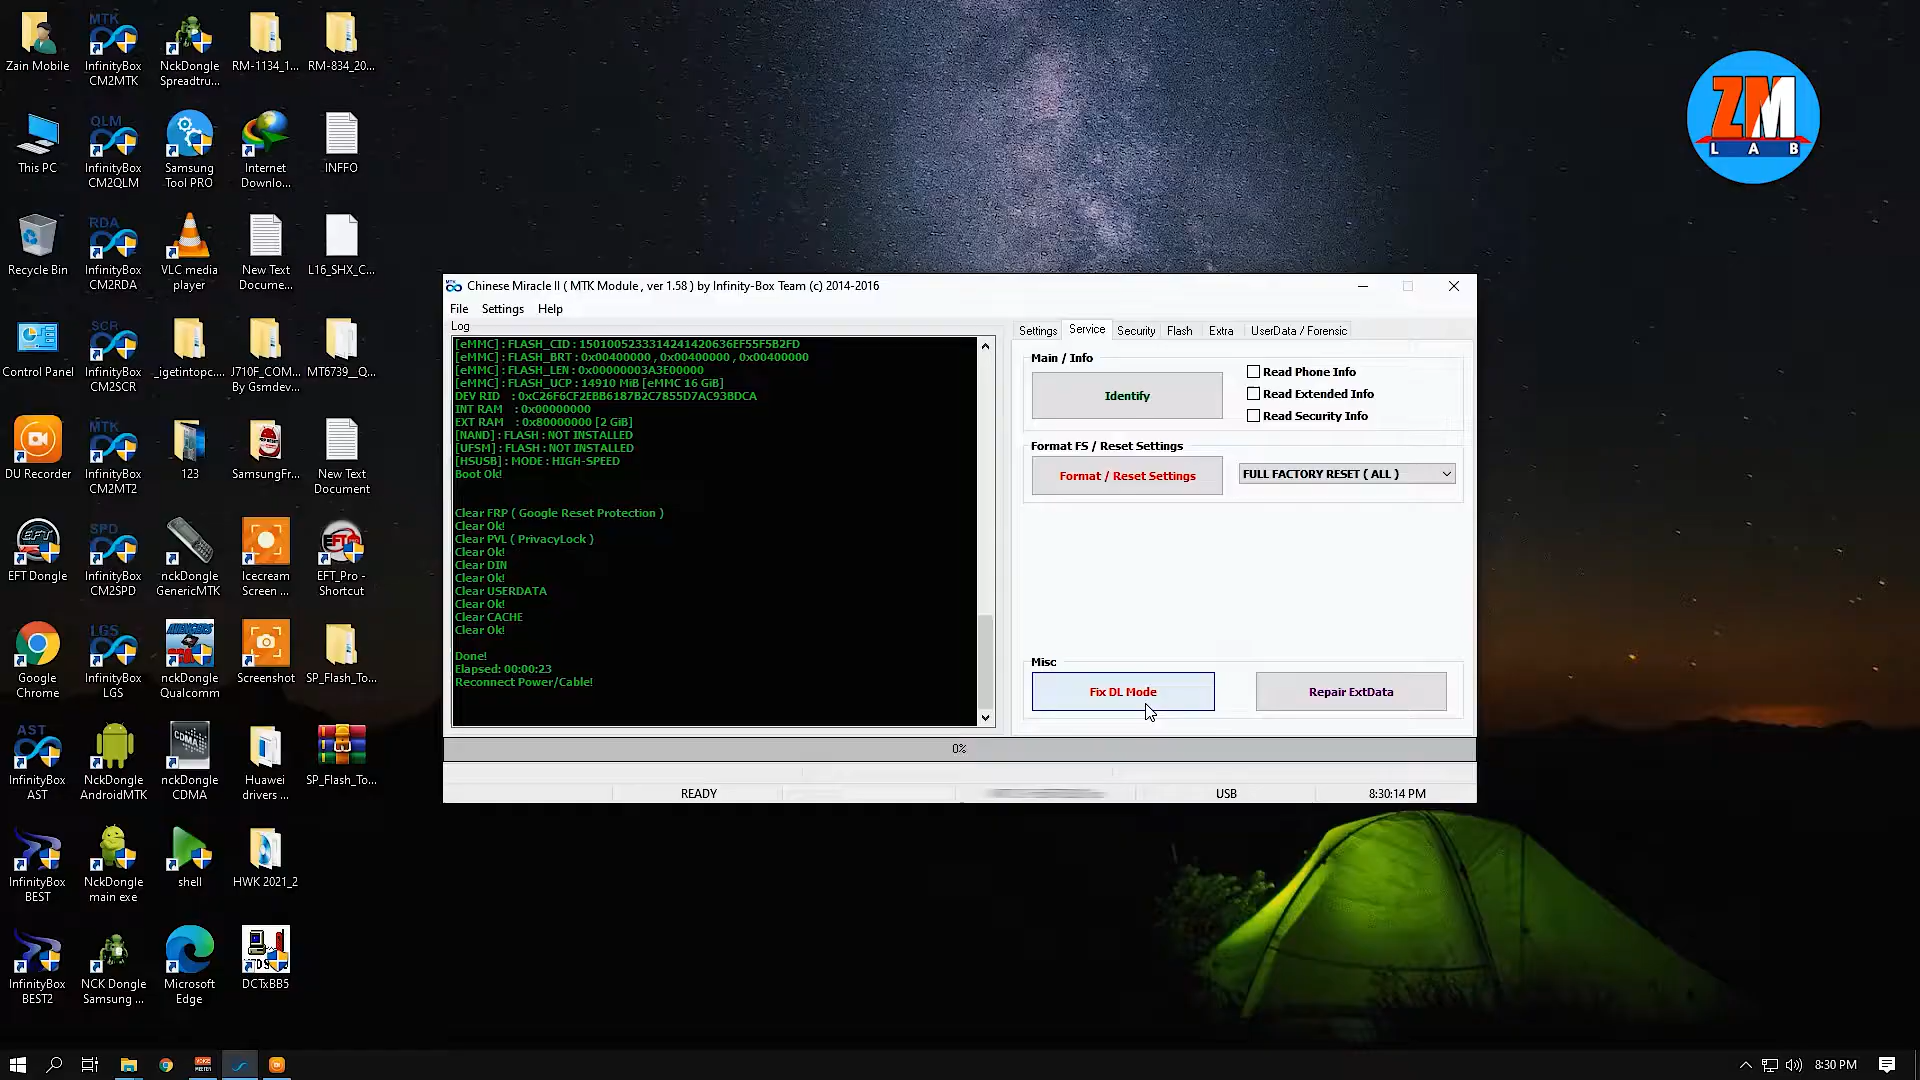 Zain Mobile
MTK
InfinityBox
CM2MTK
NckDongle
Spreadtru...
RM-1134_1...
RM-834_20...
This PC
QLM
InfinityBox
CM2QLM
Samsung
Tool PRO
Internet
Downlo...
INFFO
Recycle Bin
RDA
InfinityBox
CM2RDA
VLC media
player
New Text
Docume...
L16_SHX_C...
Control Panel
SCR
InfinityBox
CM2SCR
_igetintopc....
J710F_COM...
By Gsmdev...
MT6739__Q...
DU Recorder
MTK
InfinityBox
CM2MT2
123
SamsungFr...
New Text
Document
EFT Dongle
SPD
InfinityBox
CM2SPD
nckDongle
GenericMTK
Icecream
Screen ...
EFT_Pro -
Shortcut
Google
Chrome
LGS
InfinityBox
LGS
nckDongle
Qualcomm
Screenshot
SP_Flash_To...
AST
InfinityBox
AST
NckDongle
AndroidMTK
CDMA
nckDongle
CDMA
Huawei
drivers ...
SP_Flash_To...
InfinityBox
BEST
NckDongle
main exe
shell
HWK 2021_2
InfinityBox
BEST2
NCK Dongle
Samsung ...
Microsoft
Edge
DCTxBB5
ZM
LAB
Chinese Miracle II ( MTK Module , ver 1.58 ) by Infinity-Box Team (c) 2014-2016
File Settings Help
Log
[eMMC] : FLASH_CID : 1501005233314241420636EF55F5B2FD
[eMMC] : FLASH_BRT : 0x00400000 , 0x00400000 , 0x00400000
[eMMC] : FLASH_LEN : 0x00000003A3E00000
[eMMC] : FLASH_UCP : 14910 MiB [eMMC 16 GiB]
DEV RID : 0xC26F6CF2EBB6187B2C7855D7AC93BDCA
INT RAM : 0x00000000
EXT RAM : 0x80000000 [2 GiB]
[NAND] : FLASH : NOT INSTALLED
[UFSM] : FLASH : NOT INSTALLED
[HSUSB] : MODE : HIGH-SPEED
Boot Ok!
Clear FRP ( Google Reset Protection )
Clear Ok!
Clear PVL ( PrivacyLock )
Clear Ok!
Clear DIN
Clear Ok!
Clear USERDATA
Clear Ok!
Clear CACHE
Clear Ok!
Done!
Elapsed: 00:00:23
Reconnect Power/Cable!
Settings Service Security Flash Extra UserData / Forensic
Main / Info
Identify
Read Phone Info
Read Extended Info
Read Security Info
Format FS / Reset Settings
Format / Reset Settings
FULL FACTORY RESET ( ALL )
Misc
Fix DL Mode
Repair ExtData
0%
READY
USB
8:30:14 PM
8:30 PM